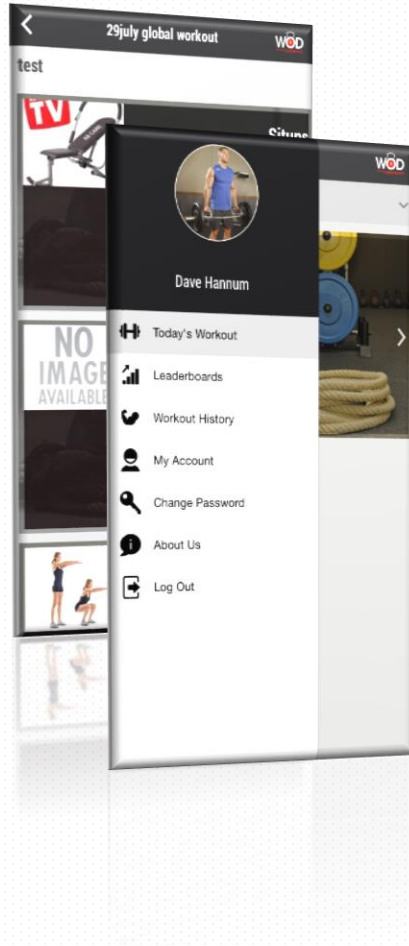 29july global workout
WOD
test
TV
Situps
NO
IMAGE
AVAILABLE
WOD
Dave Hannum
Today's Workout
Leaderboards
Workout History
My Account
Change Password
About Us
Log Out